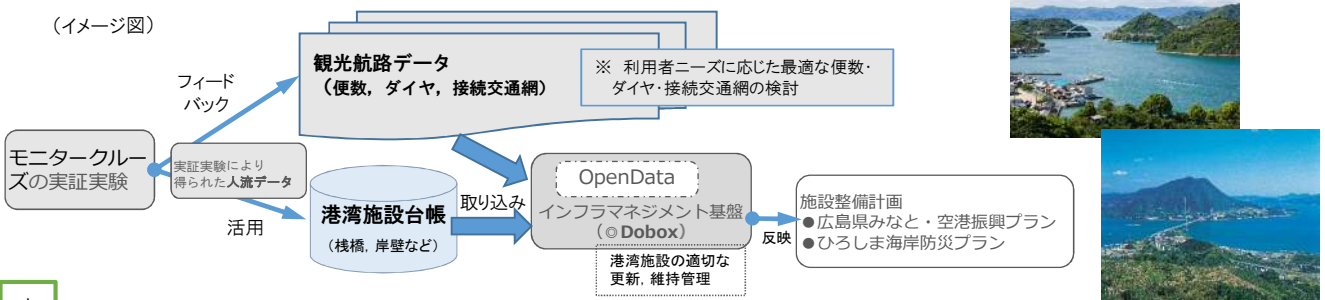 （イメージ図）
フィード
バック
観光航路データ
（便数，ダイヤ，接続交通網）
※ 利用者ニーズに応じた最適な便数・
ダイヤ・接続交通網の検討
モニタークルー
ズの実証実験
実証実験により
得られた人流データ
活用
港湾施設台帳
（桟橋，岸壁など）
取り込み
OpenData
インフラマネジメント基盤
（◎Dobox）
港湾施設の適切な
更新，維持管理
反映
施設整備計画
●広島県みなと・空港振興プラン
●ひろしま海岸防災プラン